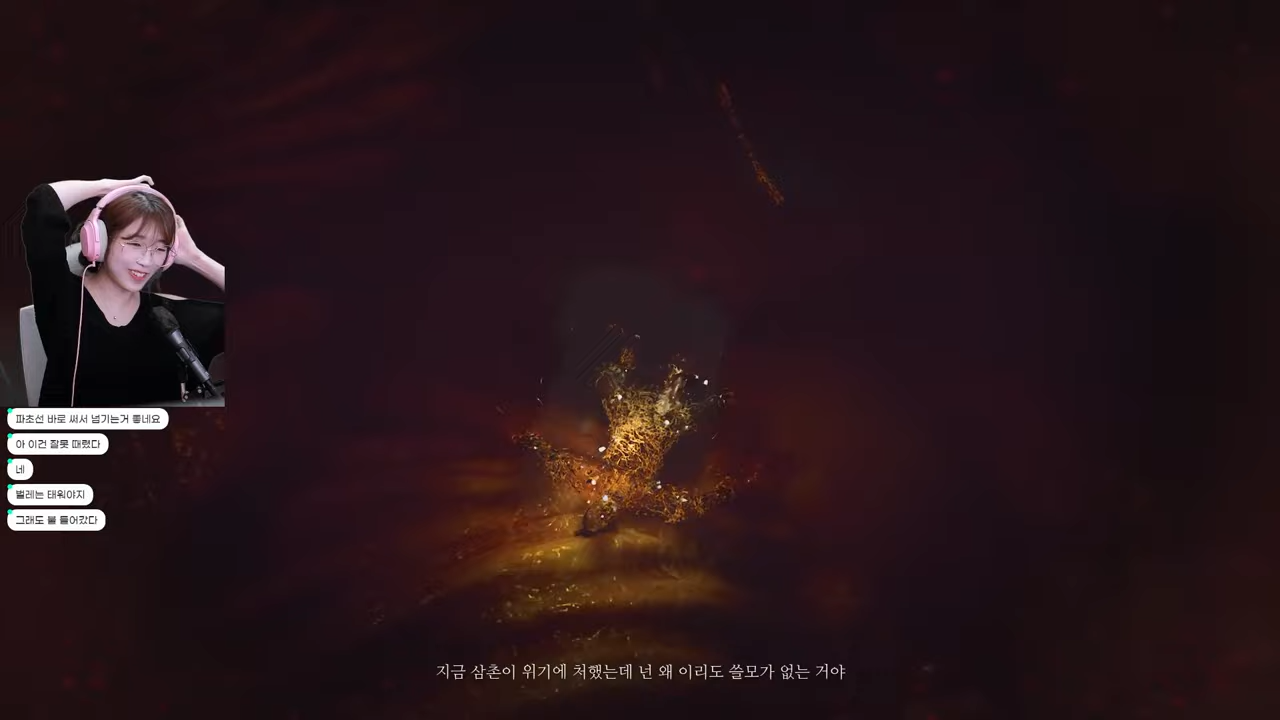 파초선 바로 써서 넘기는거 좋네요
아 이건 잘못 때렸다
네
벌레는 태워야지
그래도 불 들어갔다
지금 삼촌이 위기에 처했는데 넌 왜 이리도 쓸모가 없는 거야